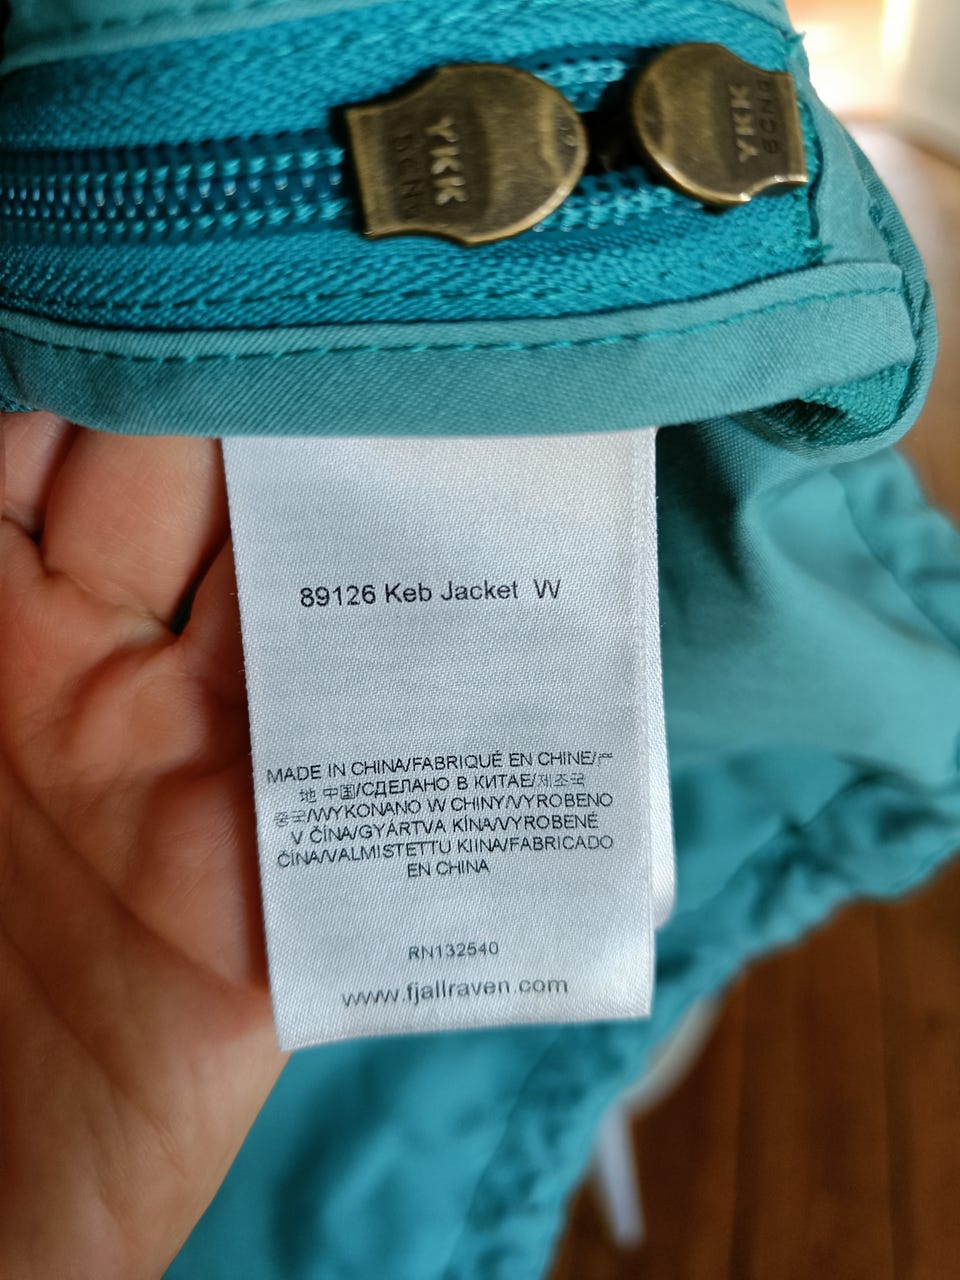 YKK
5CNG
YKK
89126 Keb Jacket W
MADE IN CHINA/FABRIQUÉ EN CHINE/产
地 中国/СДЕЛАНО В КИТАЕ/제조국
중국/WYKONANO W CHINY/VYROBENO
V ČÍNA/GYÁRTVA KÍNA/VYROBENÉ
ČÍNA/VALMISTETTU KIINA/FABRICADO
EN CHINA
RN132540
www.fjallraven.com